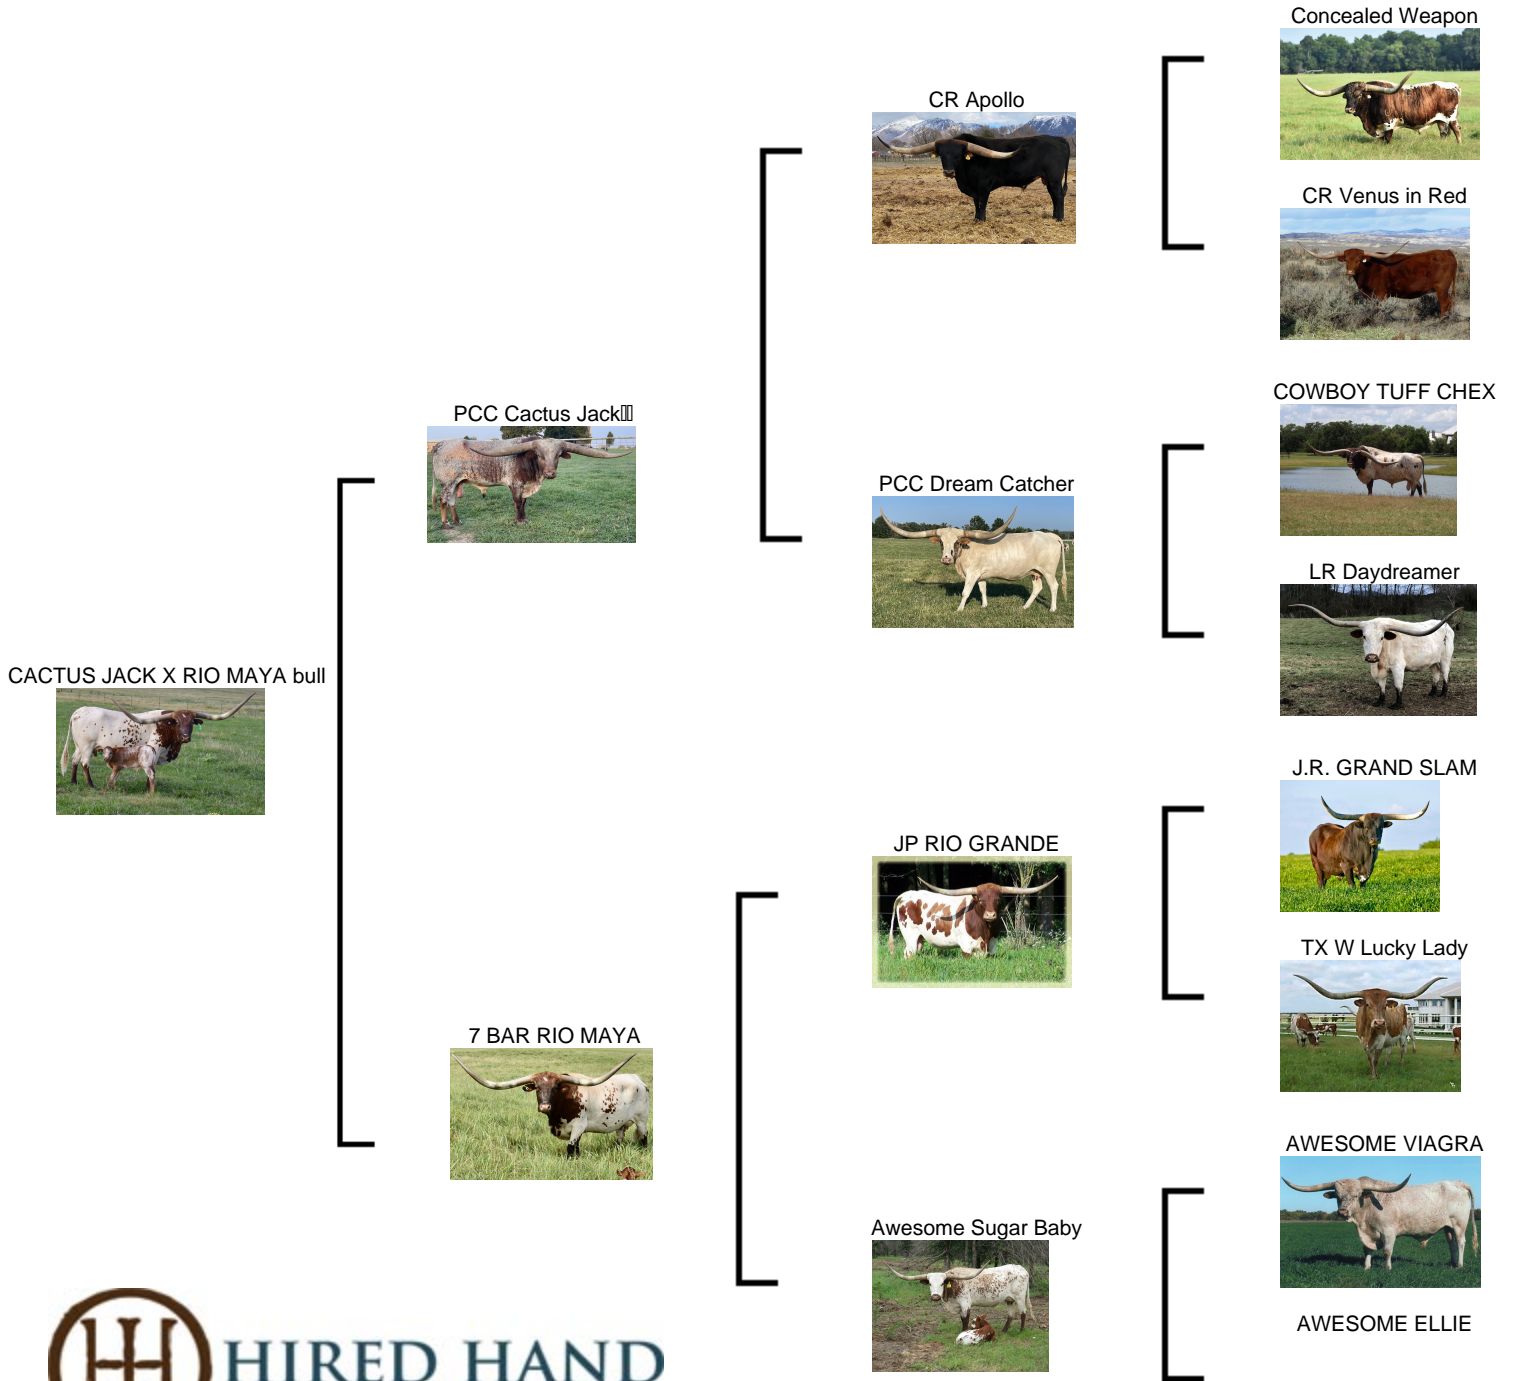 Concealed Weapon
CR Apollo
CR Venus in Red
COWBOY TUFF CHEX
PCC Cactus Jack
PCC Dream Catcher
LR Daydreamer
CACTUS JACK X RIO MAYA bull
J.R. GRAND SLAM
JP RIO GRANDE
TX W Lucky Lady
7 BAR RIO MAYA
AWESOME VIAGRA
Awesome Sugar Baby
AWESOME ELLIE
HIRED HAND